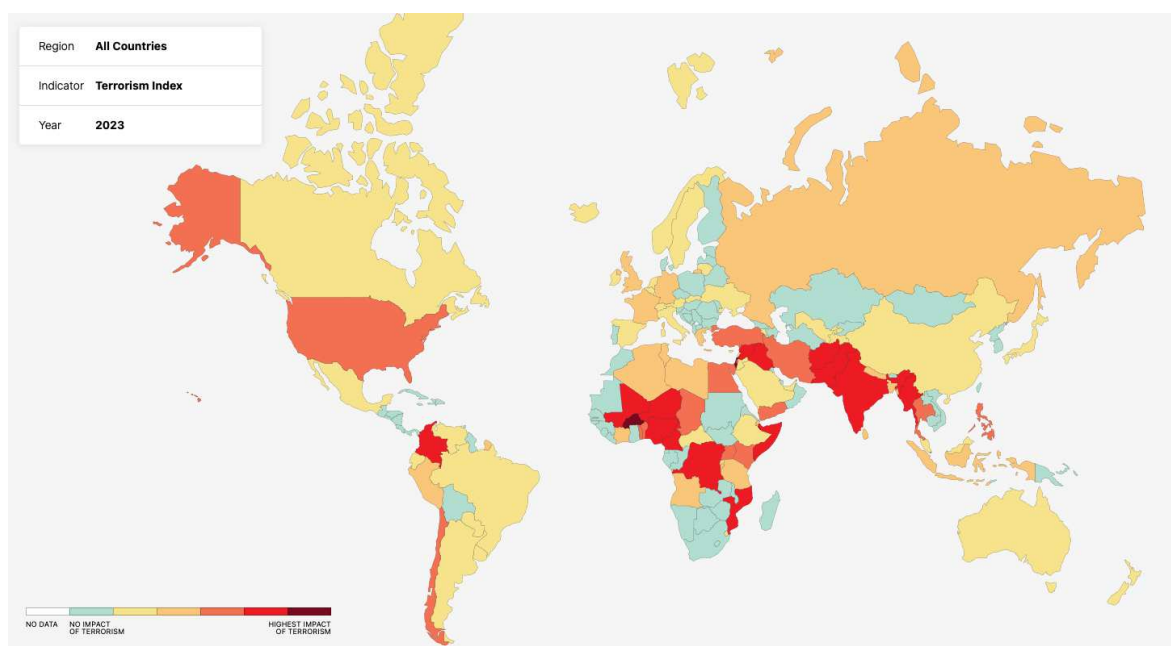 Region All Countries
Indicator Terrorism Index
Year 2023
NO DATA NO IMPACT HIGHEST IMPACT
OF TERRORISM OF TERRORISM